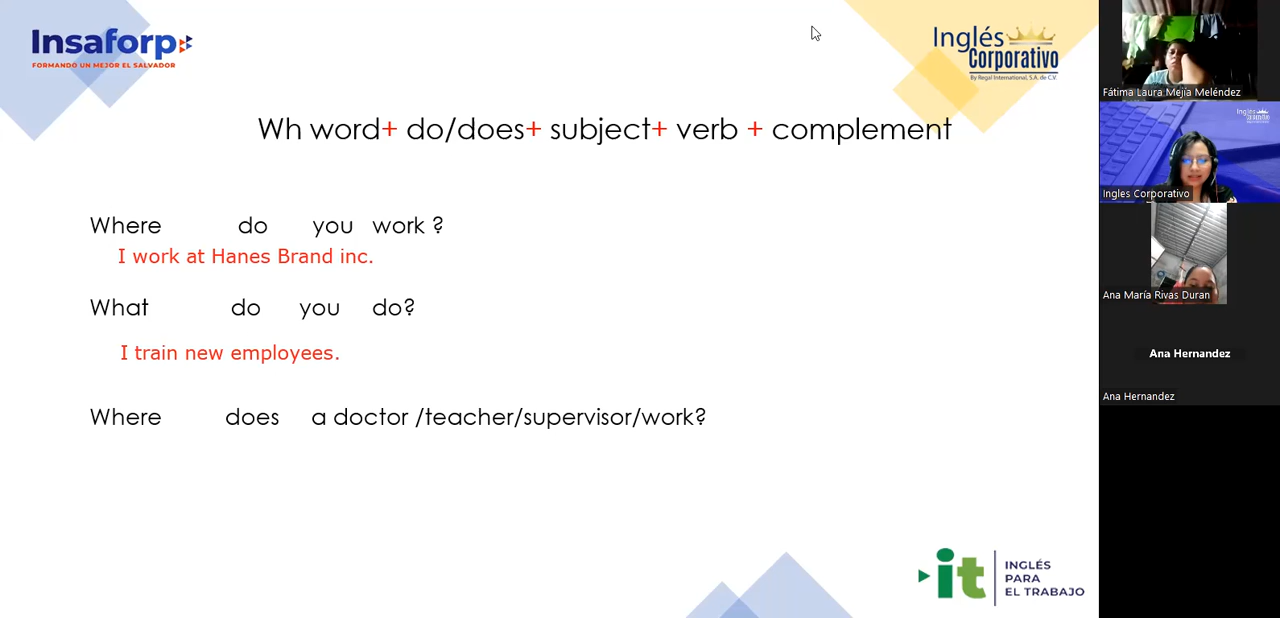 Insaforp
FORMANDO UN MEJOR EL SALVADOR
Inglés
Corporativo
By Regal International, S.A. de C.V.
Wh word+ do/does+ subject+ verb + complement
Where do you work ?
I work at Hanes Brand inc.
What do you do?
I train new employees.
Where does a doctor /teacher/supervisor/work?
it
INGLÉS
PARA
EL TRABAJO
Fátima Laura Mejía Meléndez
Inglés
Ingles Corporativo
Ana María Rivas Duran
Ana Hernandez
Ana Hernandez